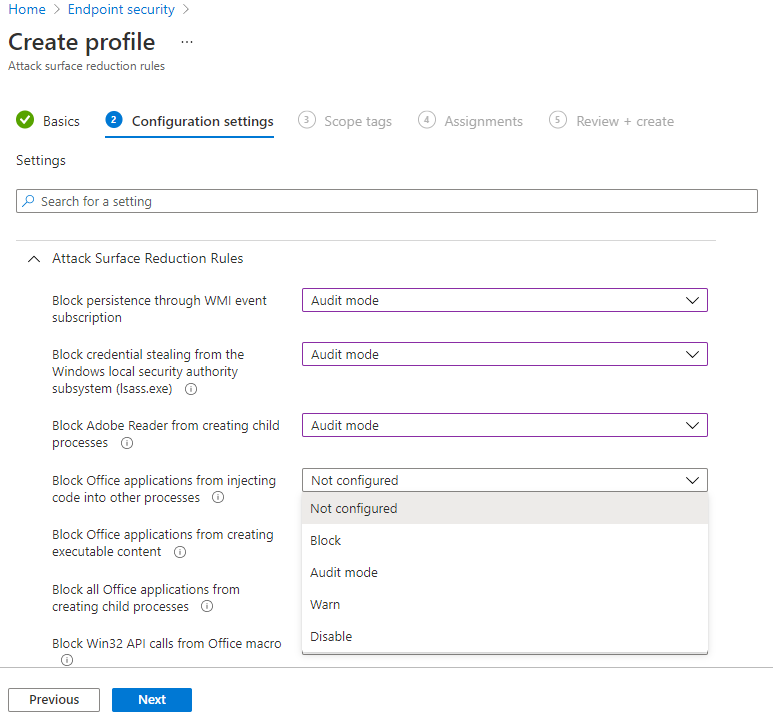 Home > Endpoint security >
Create profile ...
Attack surface reduction rules
Basics 2 Configuration settings 3 Scope tags 4 Assignments 5 Review + create
Settings
Search for a setting
Attack Surface Reduction Rules
Block persistence through WMI event
subscription
Audit mode
Block credential stealing from the
Windows local security authority
subsystem (lsass.exe)
Audit mode
Block Adobe Reader from creating child
processes
Audit mode
Block Office applications from injecting
code into other processes
Not configured
Not configured
Block
Audit mode
Warn
Disable
Block Office applications from creating
executable content
Block all Office applications from
creating child processes
Block Win32 API calls from Office macro
Previous Next